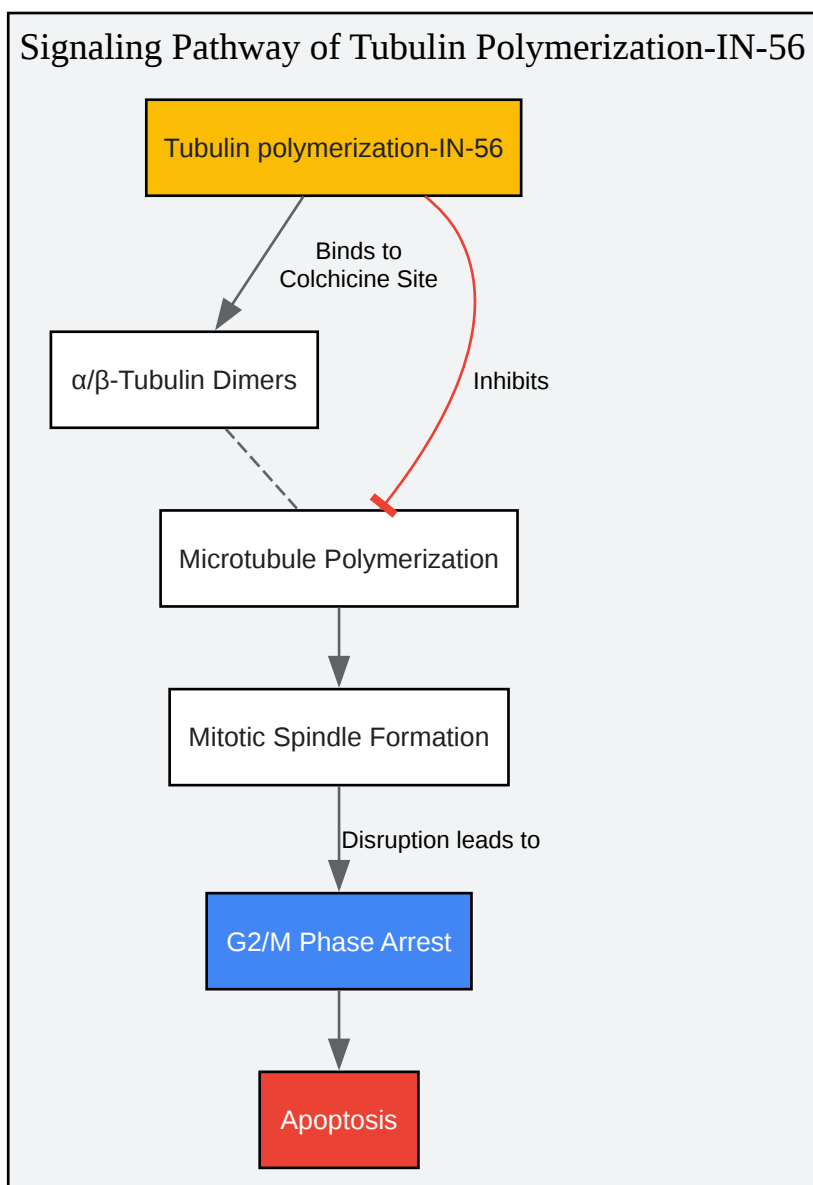 Signaling Pathway of Tubulin Polymerization-IN-56
Tubulin polymerization-IN-56
Binds to
Colchicine Site
α/β-Tubulin Dimers
Inhibits
Microtubule Polymerization
Mitotic Spindle Formation
Disruption leads to
G2/M Phase Arrest
Apoptosis